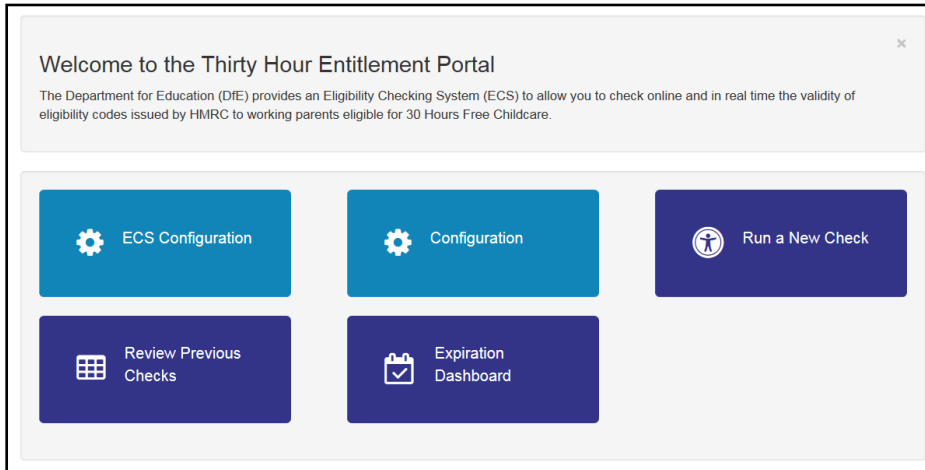 ×
Welcome to the Thirty Hour Entitlement Portal
The Department for Education (DfE) provides an Eligibility Checking System (ECS) to allow you to check online and in real time the validity of
eligibility codes issued by HMRC to working parents eligible for 30 Hours Free Childcare.
ECS Configuration
Configuration
Run a New Check
Review Previous
Checks
Expiration
Dashboard